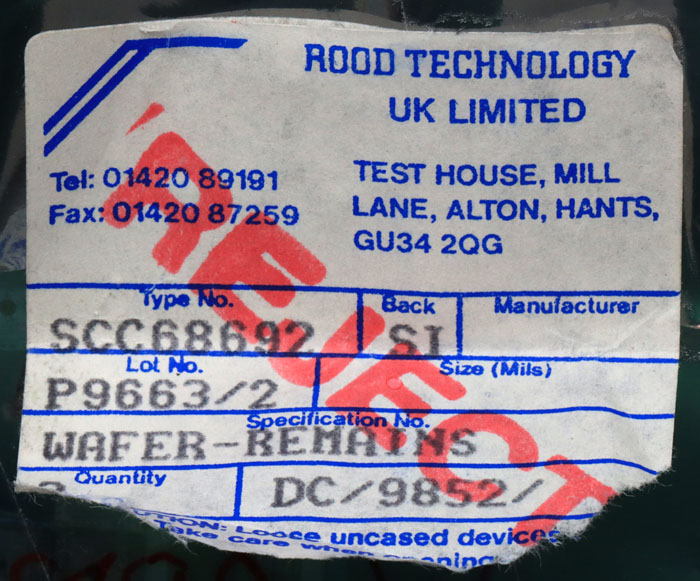 ROOD TECHNOLOGY
UK LIMITED
Tel: 01420 89191
Fax: 01420 87259
TEST HOUSE, MILL
LANE, ALTON, HANTS,
GU34 2QG
REJECT
Type No.
Back
Manufacturer
SCC68692
SI
Lot No.
Size (Mils)
P9663/2
Specification No.
WAFER-REMAINS
Quantity
DC/9852/
uncased devices
Take care when